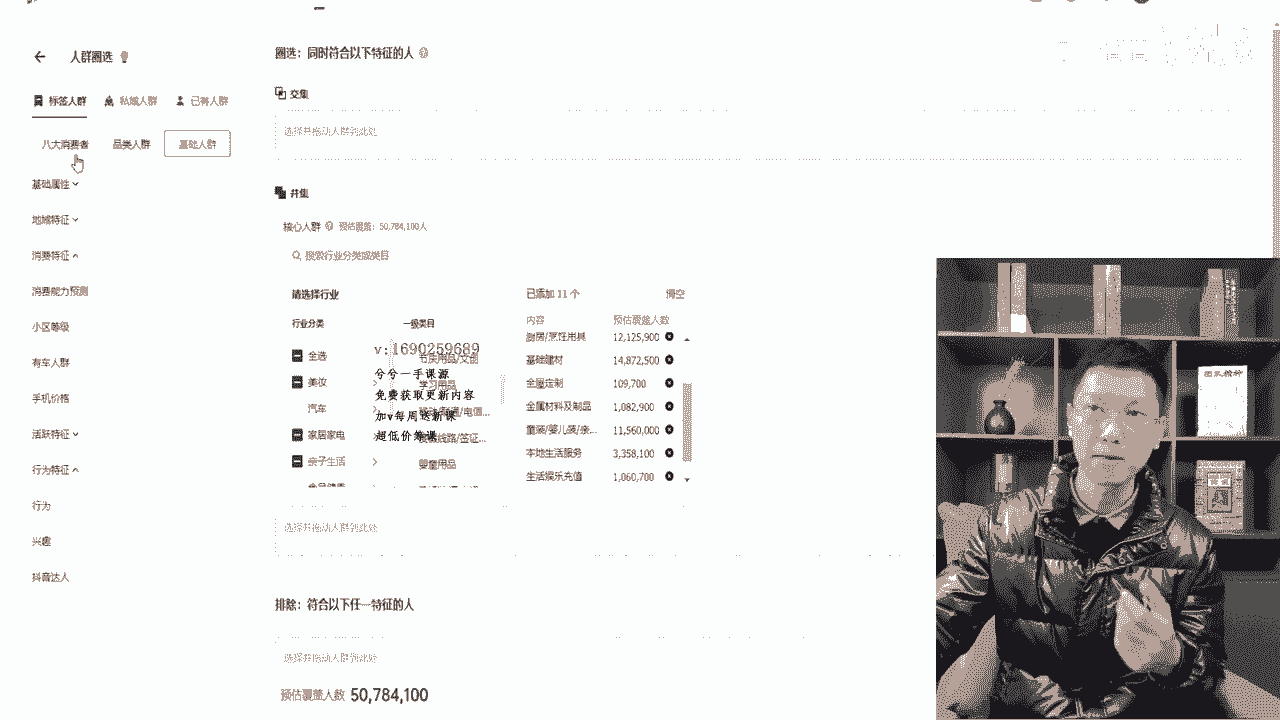 人群圈选
标签人群 私域人群 已有人群
八大消费者 品类人群 基础人群
基础属性
地域特征
消费特征
消费能力预测
小区等级
有车人群
手机价格
活跃特征
行为特征
行为
兴趣
抖音达人
圈选：同时符合以下特征的人
交集
选择并拖动人群到此处
并集
核心人群 预估覆盖：50,784,100人
搜索行业分类或类目
请选择行业
行业分类 一级类目
全选
美妆
汽车
家居家电
亲子生活
节庆用品/文创
学习用品
婴童用品
v:1690259689
兮兮一手课源
免费获取更新内容
加v每周送新课
超低价筹课
已添加 11 个 清空
内容 预估覆盖人数
厨房/烹饪用具 12,125,900
基础建材 14,872,500
全屋定制 109,700
金属材料及制品 1,082,900
童装/婴儿装/亲... 11,560,000
本地生活服务 3,358,100
生活娱乐充值 1,060,700
选择并拖动人群到此处
排除：符合以下任一特征的人
选择并拖动人群到此处
预估覆盖人数 50,784,100